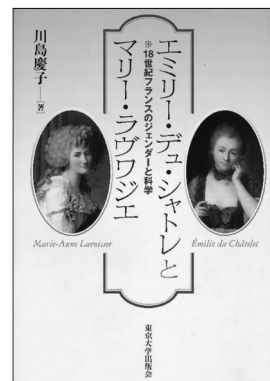 エミリー・デュ・シャトレと
マリー・ラヴワジエ
※18世紀フランスのジェンダーと科学
川島慶子──[著]
Marie-Anne Lavoisier
Émilie du Châtelet
東京大学出版会